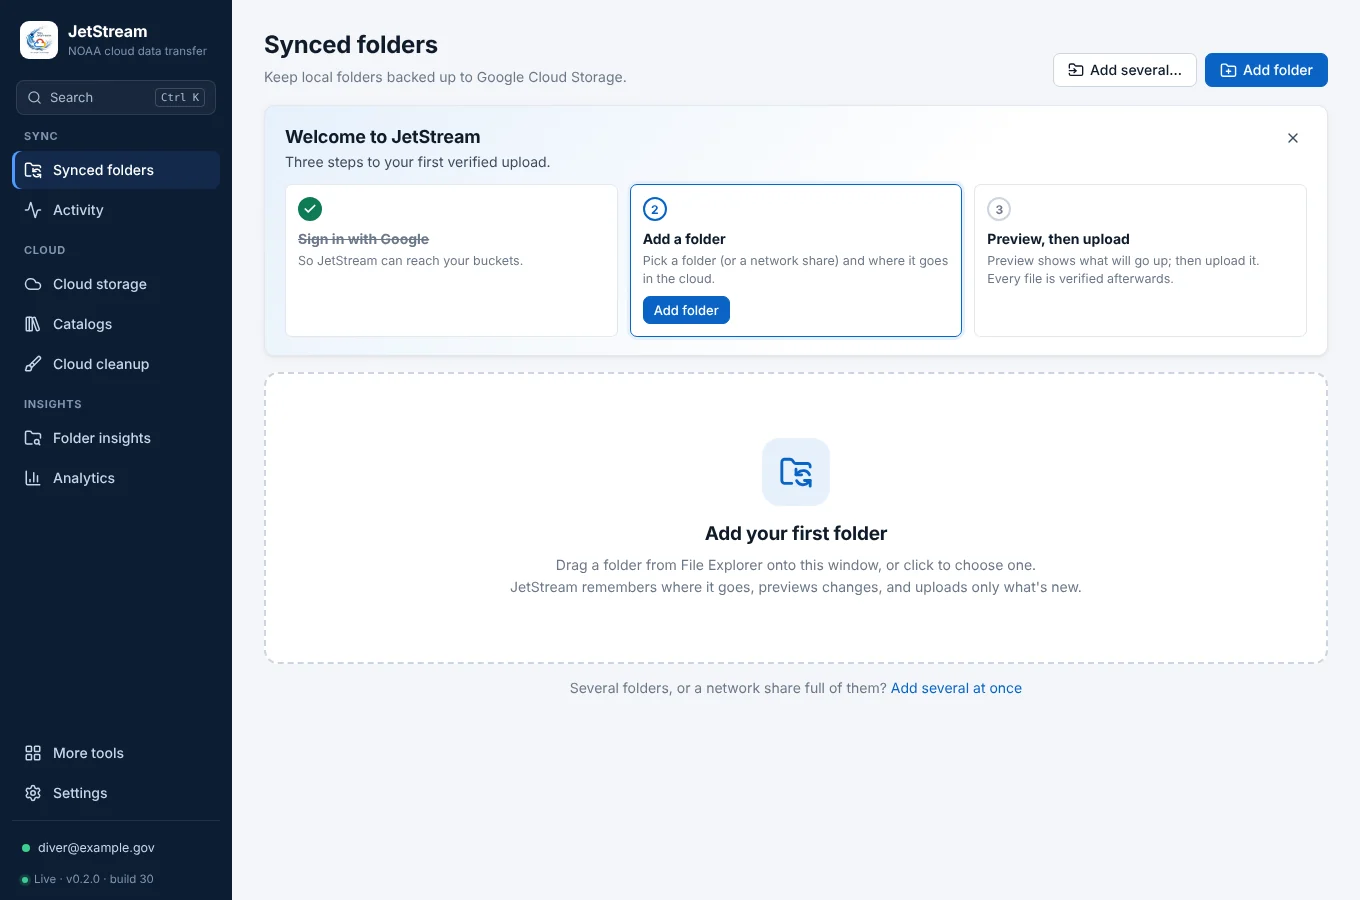 JetStream
NOAA cloud data transfer
Search
Ctrl K
SYNC
Synced folders
Activity
CLOUD
Cloud storage
Catalogs
Cloud cleanup
INSIGHTS
Folder insights
Analytics
More tools
Settings
diver@example.gov
Live · v0.2.0 · build 30
Synced folders
Keep local folders backed up to Google Cloud Storage.
Add several...
Add folder
Welcome to JetStream
Three steps to your first verified upload.
Sign in with Google
So JetStream can reach your buckets.
2
Add a folder
Pick a folder (or a network share) and where it goes
in the cloud.
Add folder
3
Preview, then upload
Preview shows what will go up; then upload it.
Every file is verified afterwards.
Add your first folder
Drag a folder from File Explorer onto this window, or click to choose one.
JetStream remembers where it goes, previews changes, and uploads only what's new.
Several folders, or a network share full of them? Add several at once